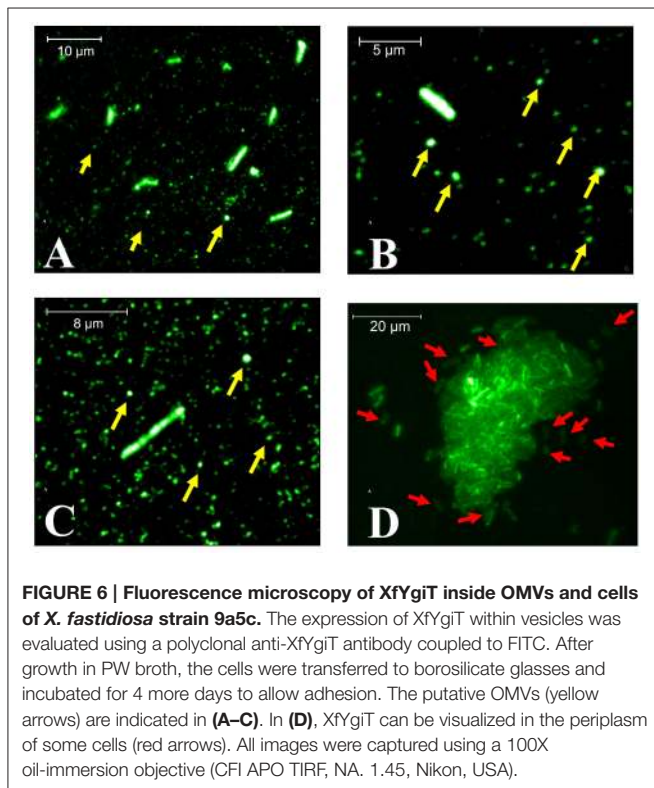 10 µm
A
5 µm
B
8 µm
C
20 µm
D
FIGURE 6 | Fluorescence microscopy of XfYgiT inside OMVs and cells
of X. fastidiosa strain 9a5c. The expression of XfYgiT within vesicles was
evaluated using a polyclonal anti-XfYgiT antibody coupled to FITC. After
growth in PW broth, the cells were transferred to borosilicate glasses and
incubated for 4 more days to allow adhesion. The putative OMVs (yellow
arrows) are indicated in (A–C). In (D), XfYgiT can be visualized in the periplasm
of some cells (red arrows). All images were captured using a 100X
oil-immersion objective (CFI APO TIRF, NA. 1.45, Nikon, USA).